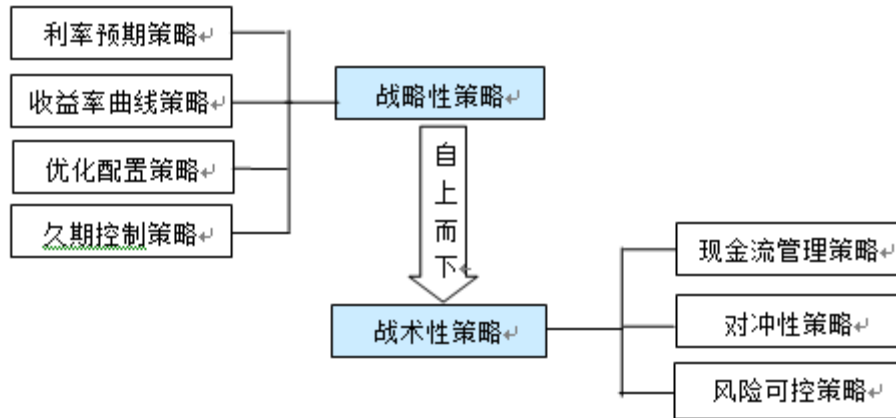 利率预期策略
收益率曲线策略
优化配置策略
久期控制策略
战略性策略
自
上
而
下
战术性策略
现金流管理策略
对冲性策略
风险可控策略